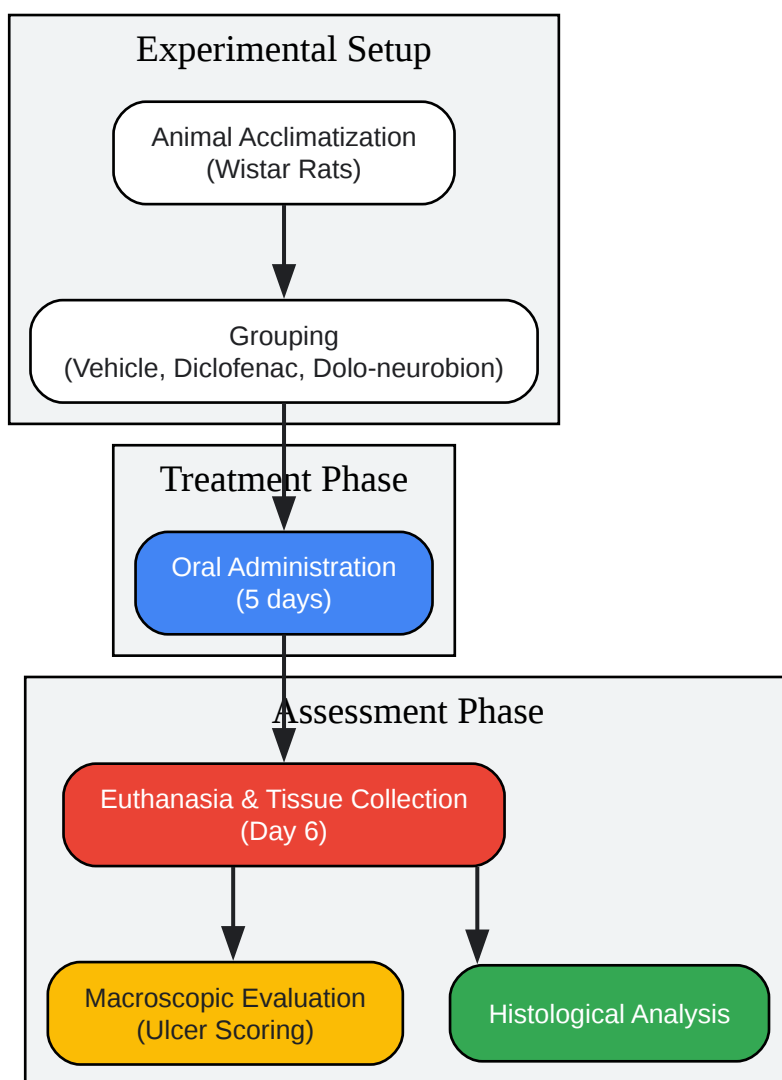 Experimental Setup
Animal Acclimatization
(Wistar Rats)
Grouping
(Vehicle, Diclofenac, Dolo-neurobion)
Treatment Phase
Oral Administration
(5 days)
Assessment Phase
Euthanasia & Tissue Collection
(Day 6)
Macroscopic Evaluation
(Ulcer Scoring)
Histological Analysis